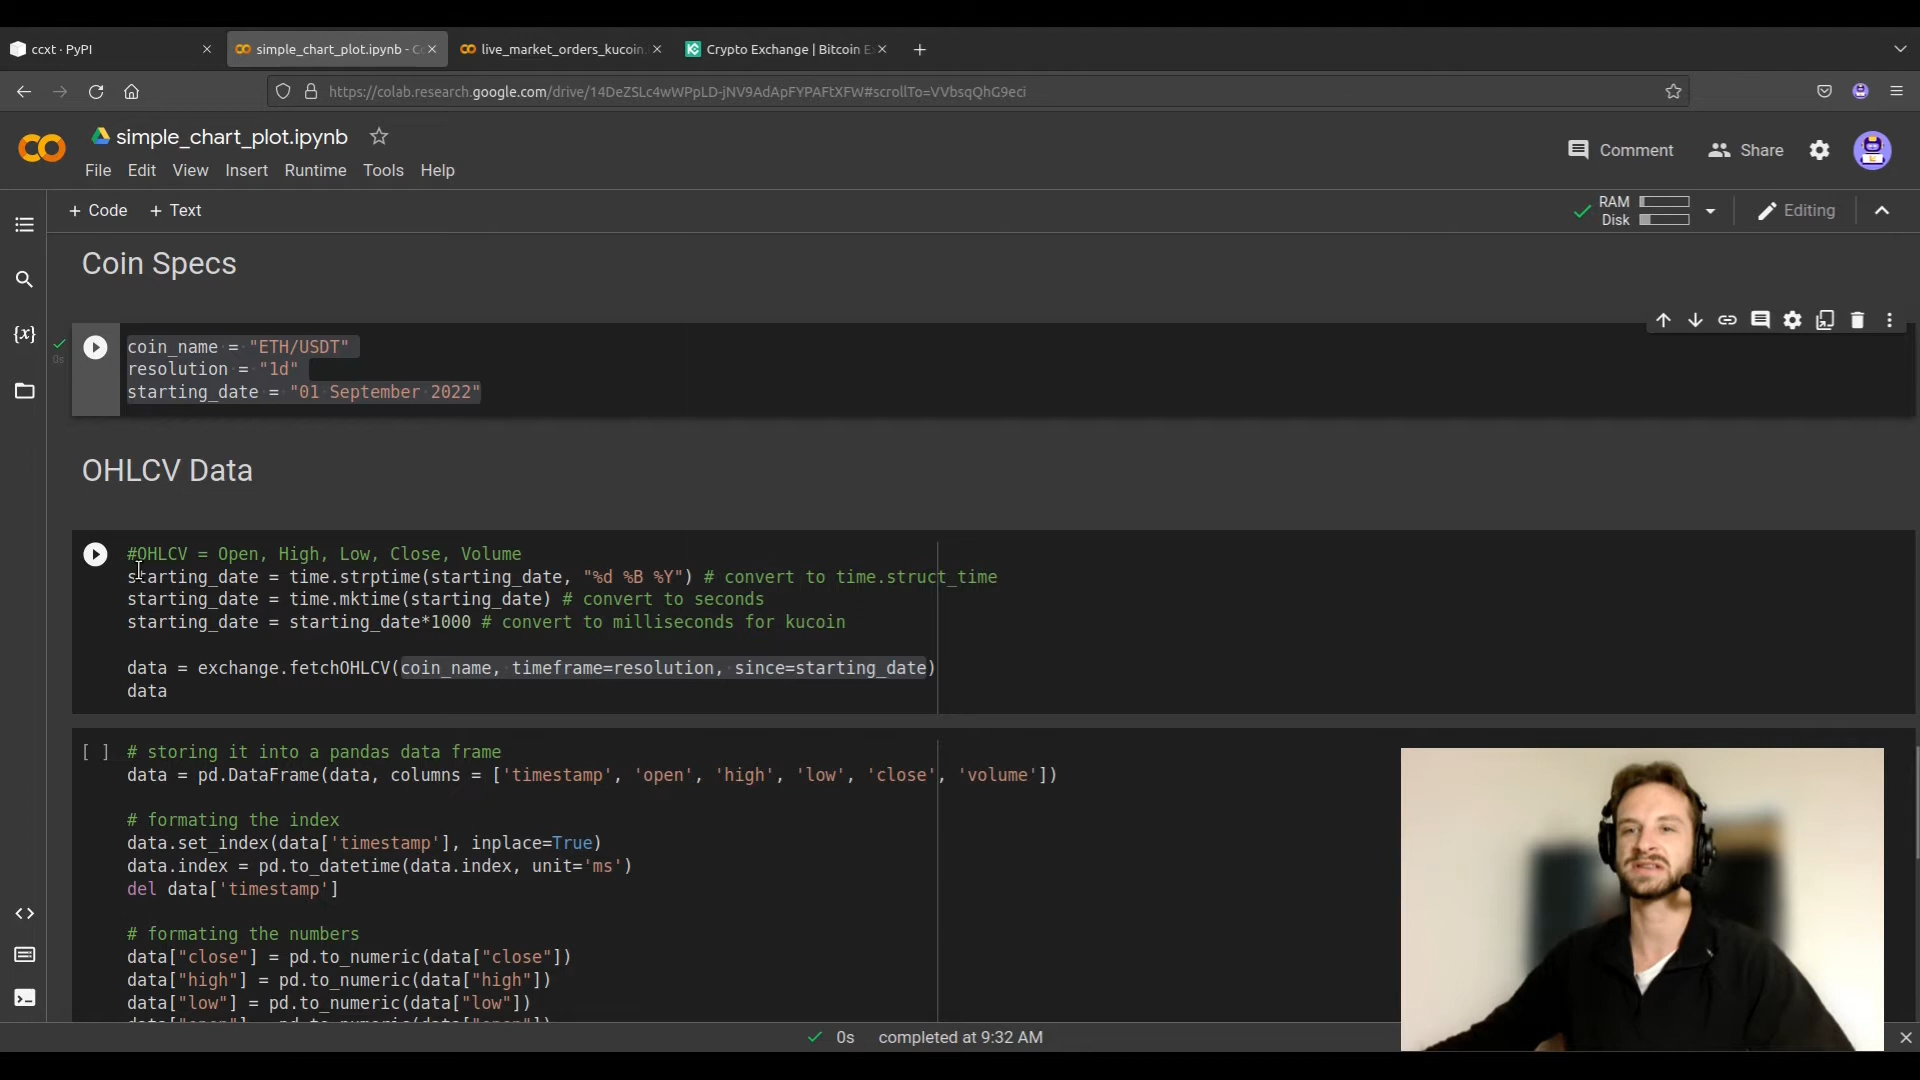 ccxt · PyPI
simple_chart_plot.ipynb - C
live_market_orders_kucoin.
Crypto Exchange | Bitcoin E
https://colab.research.google.com/drive/14DeZSLc4wWPpLD-jNV9AdApFYPAFtXFW#scrollTo=VVbsqQhG9eci
simple_chart_plot.ipynb
Comment
Share
File Edit View Insert Runtime Tools Help
+ Code + Text
RAM
Disk
Editing
Coin Specs
{x}
0s
coin_name = "ETH/USDT"
resolution = "1d"
starting_date = "01 September 2022"
OHLCV Data
#OHLCV = Open, High, Low, Close, Volume
starting_date = time.strptime(starting_date, "%d %B %Y") # convert to time.struct_time
starting_date = time.mktime(starting_date) # convert to seconds
starting_date = starting_date*1000 # convert to milliseconds for kucoin
data = exchange.fetchOHLCV(coin_name, timeframe=resolution, since=starting_date)
data
[ ] # storing it into a pandas data frame
data = pd.DataFrame(data, columns = ['timestamp', 'open', 'high', 'low', 'close', 'volume'])
# formating the index
data.set_index(data['timestamp'], inplace=True)
data.index = pd.to_datetime(data.index, unit='ms')
del data['timestamp']
# formating the numbers
data["close"] = pd.to_numeric(data["close"])
data["high"] = pd.to_numeric(data["high"])
data["low"] = pd.to_numeric(data["low"])
0s completed at 9:32 AM